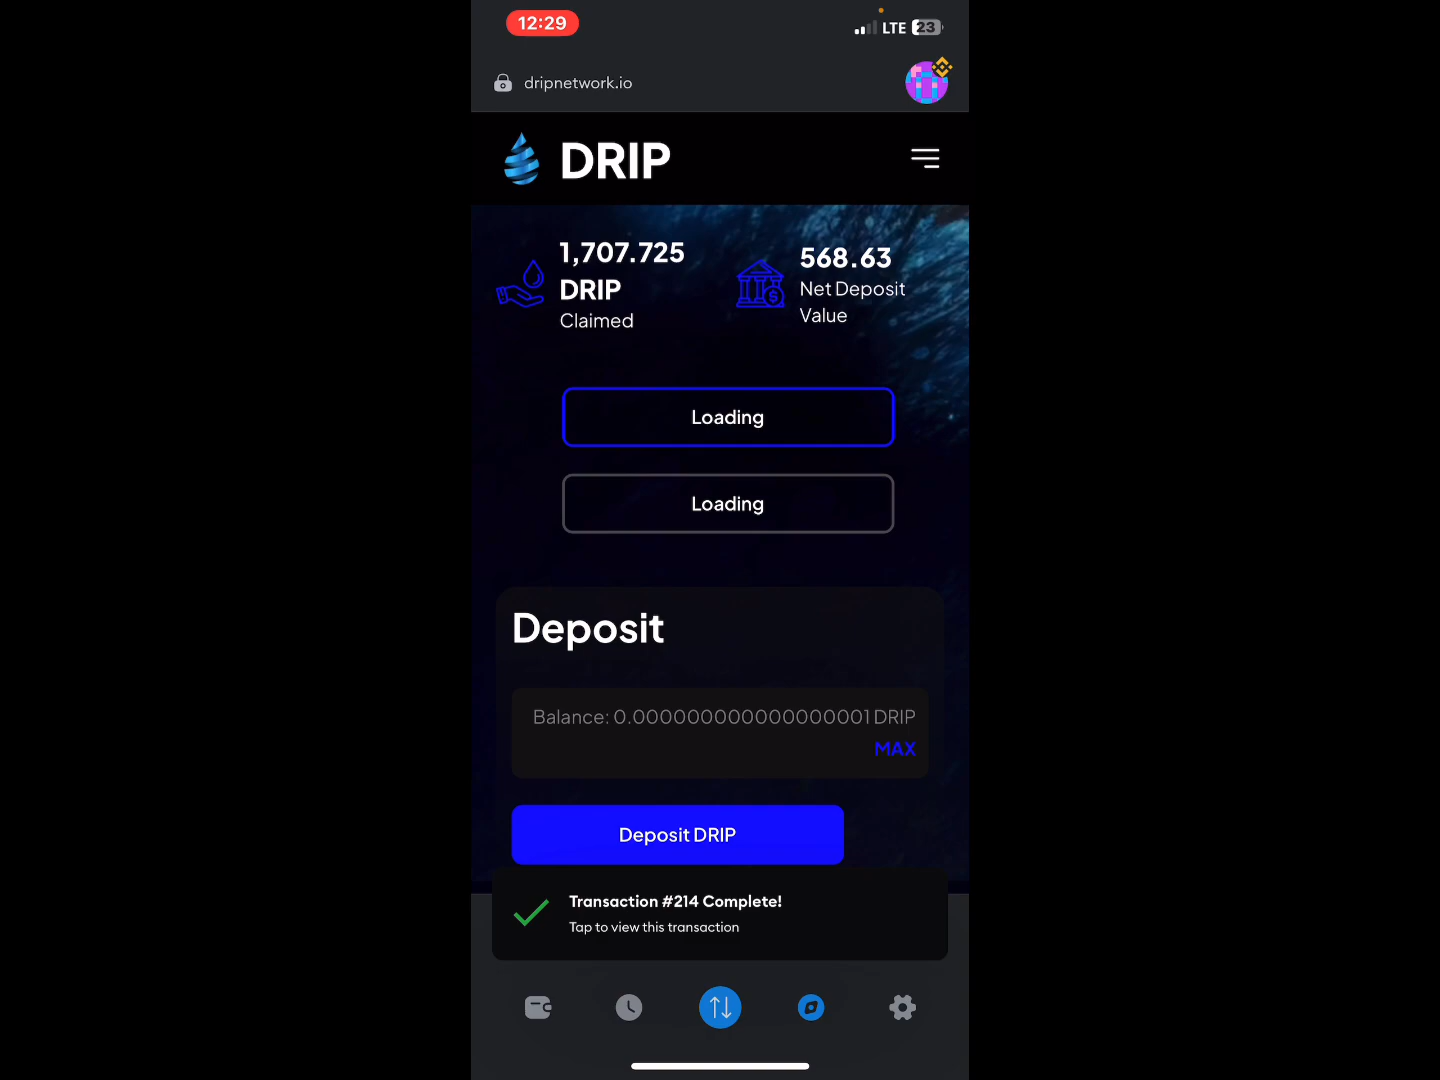 12:29
LTE 23
dripnetwork.io
DRIP
1,707.725
DRIP
Claimed
568.63
Net Deposit
Value
Loading
Loading
Deposit
Balance: 0.000000000000000001 DRIP
MAX
Deposit DRIP
Transaction #214 Complete!
Tap to view this transaction